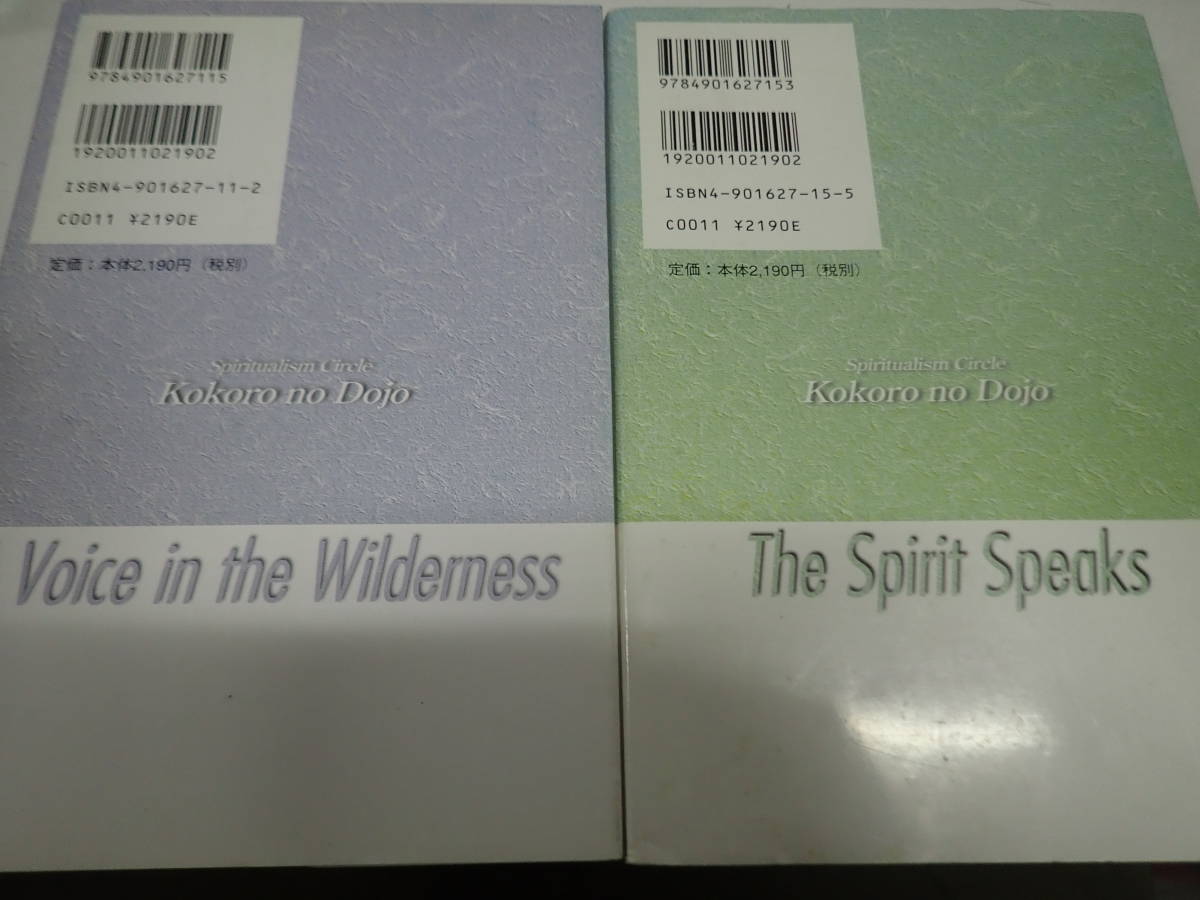 9784901627115
1920011021902
ISBN4-901627-11-2
C0011 ¥2190E
定価：本体2,190円（税別）
Spiritualism Circle
Kokoro no Dojo
Voice in the Wilderness
9784901627153
1920011021902
ISBN4-901627-15-5
C0011 ¥2190E
定価：本体2,190円（税別）
Spiritualism Circle
Kokoro no Dojo
The Spirit Speaks